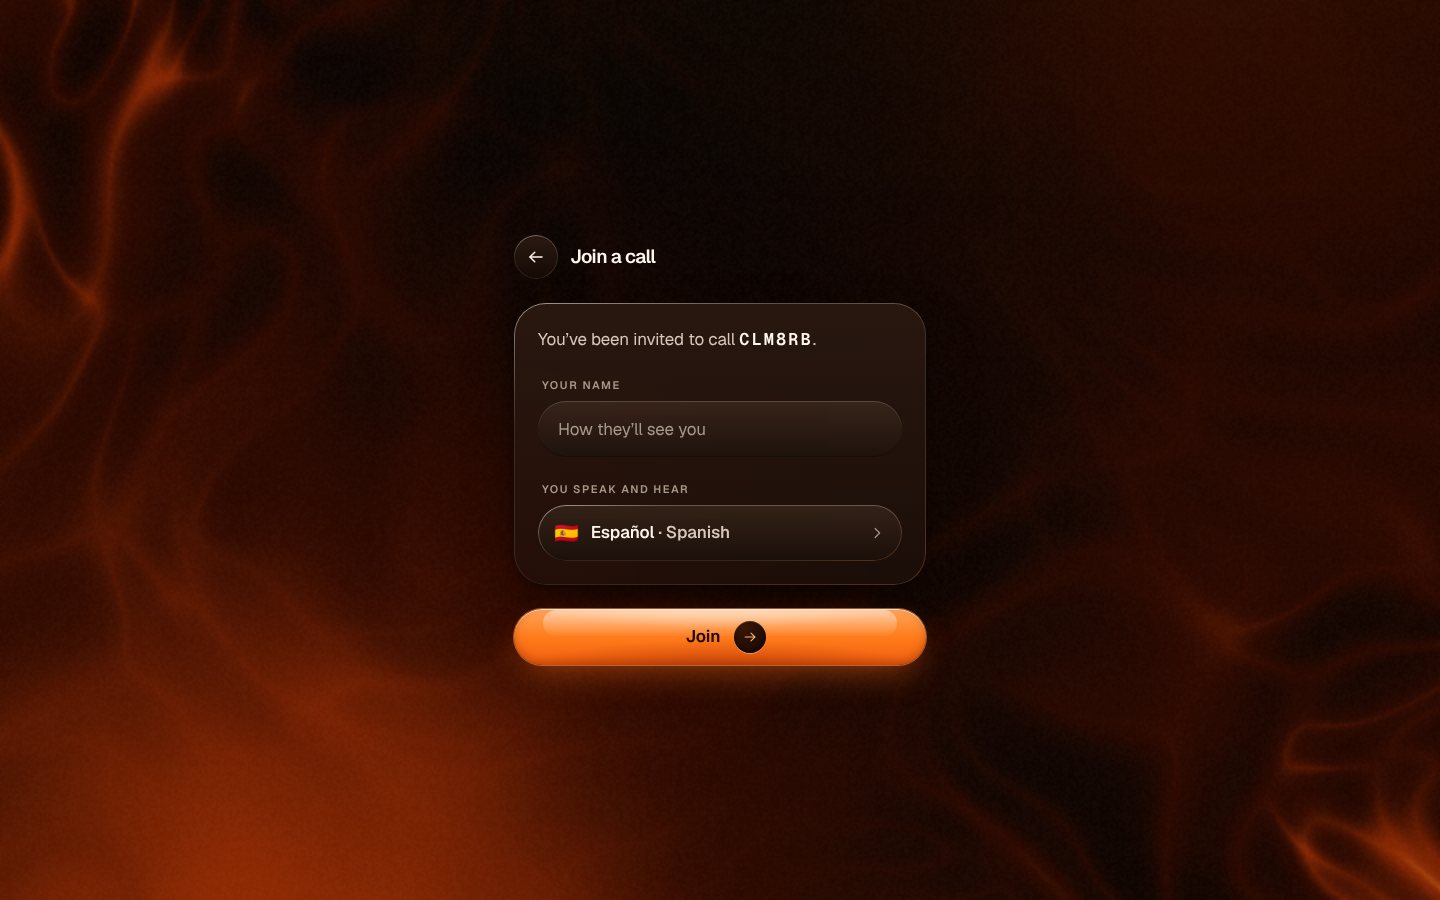 Join a call
You’ve been invited to call CLM8RB.
YOUR NAME
How they’ll see you
YOU SPEAK AND HEAR
Español · Spanish
Join